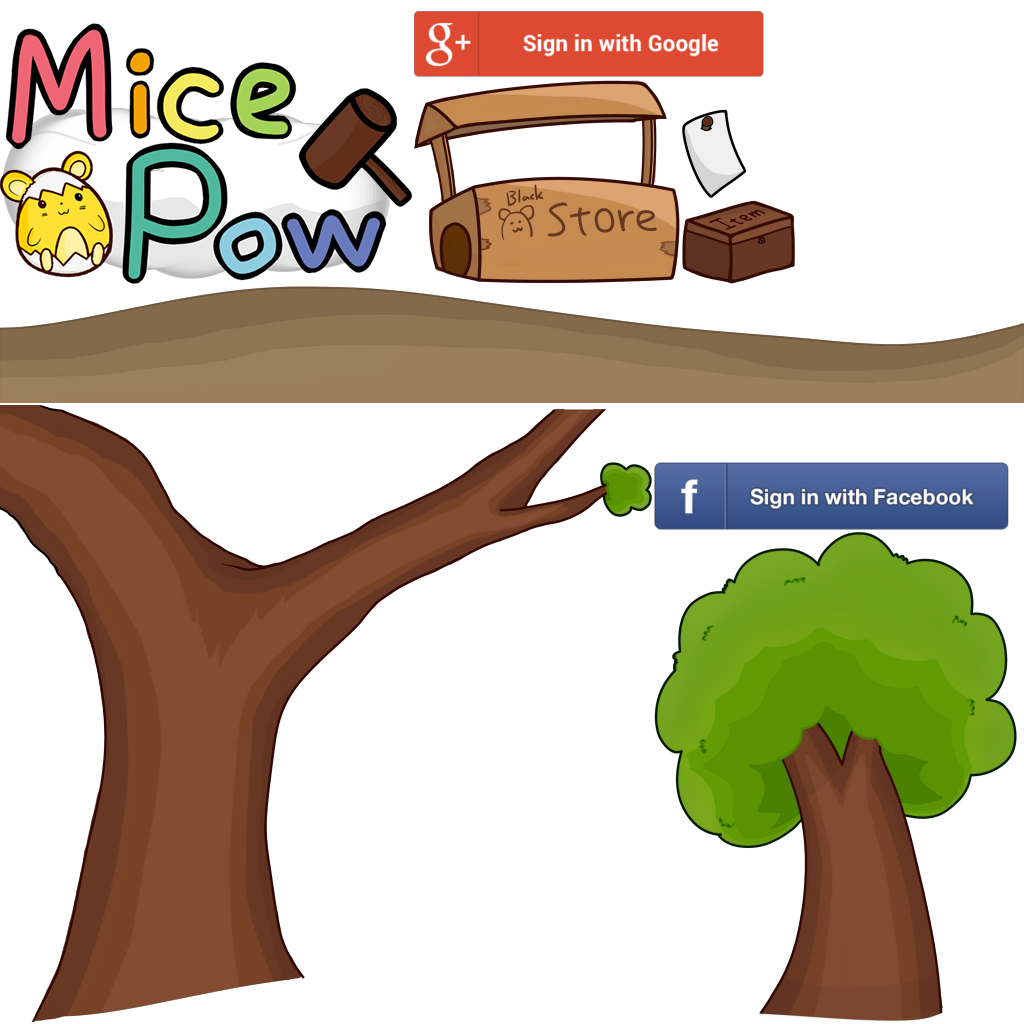 Mice
Pow
g+ Sign in with Google
Black
Store
Item
f Sign in with Facebook